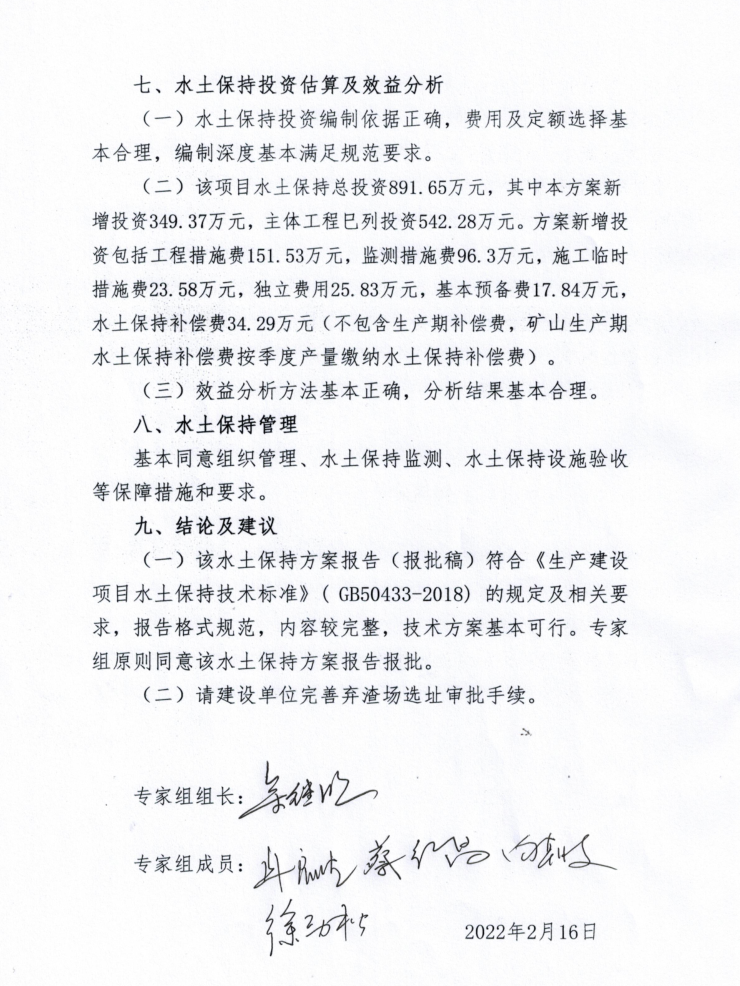 七、水土保持投资估算及效益分析
（一）水土保持投资编制依据正确，费用及定额选择基
本合理，编制深度基本满足规范要求。
（二）该项目水土保持总投资891.65万元，其中本方案新
增投资349.37万元，主体工程已列投资542.28万元。方案新增投
资包括工程措施费151.53万元，监测措施费96.3万元，施工临时
措施费23.58万元，独立费用25.83万元，基本预备费17.84万元，
水土保持补偿费34.29万元（不包含生产期补偿费，矿山生产期
水土保持补偿费按季度产量缴纳水土保持补偿费）。
（三）效益分析方法基本正确，分析结果基本合理。
八、水土保持管理
基本同意组织管理、水土保持监测、水土保持设施验收
等保障措施和要求。
九、结论及建议
（一）该水土保持方案报告（报批稿）符合《生产建设
项目水土保持技术标准》( GB50433-2018) 的规定及相关要
求，报告格式规范，内容较完整，技术方案基本可行。专家
组原则同意该水土保持方案报告报批。
（二）请建设单位完善弃渣场选址审批手续。
专家组组长：
专家组成员：
徐劲松
2022年2月16日